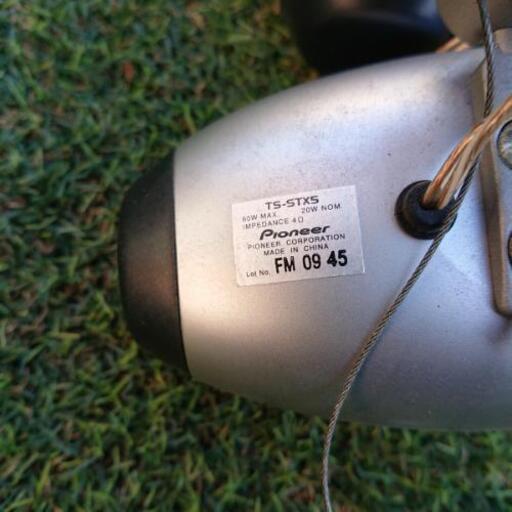 TS-STX5
60W MAX 20W NOM
IMPEDANCE 4Ω
Pioneer
PIONEER CORPORATION
MADE IN CHINA
Lot No. FM 09 45